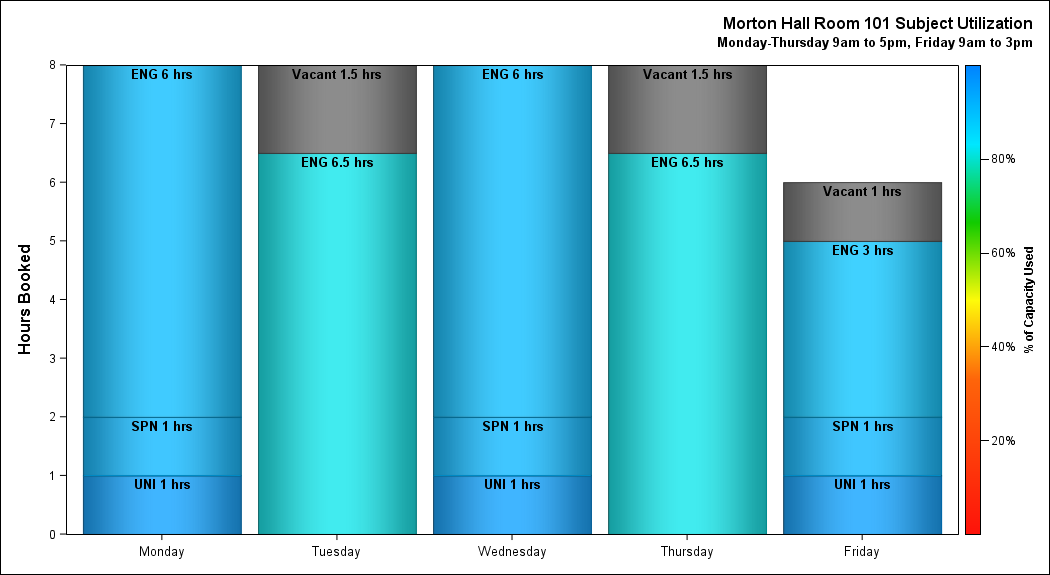 Morton Hall Room 101 Subject Utilization
Monday-Thursday 9am to 5pm, Friday 9am to 3pm
Hours Booked
8
7
6
5
4
3
2
1
0
ENG 6 hrs
SPN 1 hrs
UNI 1 hrs
Vacant 1.5 hrs
ENG 6.5 hrs
ENG 6 hrs
SPN 1 hrs
UNI 1 hrs
Vacant 1.5 hrs
ENG 6.5 hrs
Vacant 1 hrs
ENG 3 hrs
SPN 1 hrs
UNI 1 hrs
Monday
Tuesday
Wednesday
Thursday
Friday
80%
60%
40%
20%
% of Capacity Used